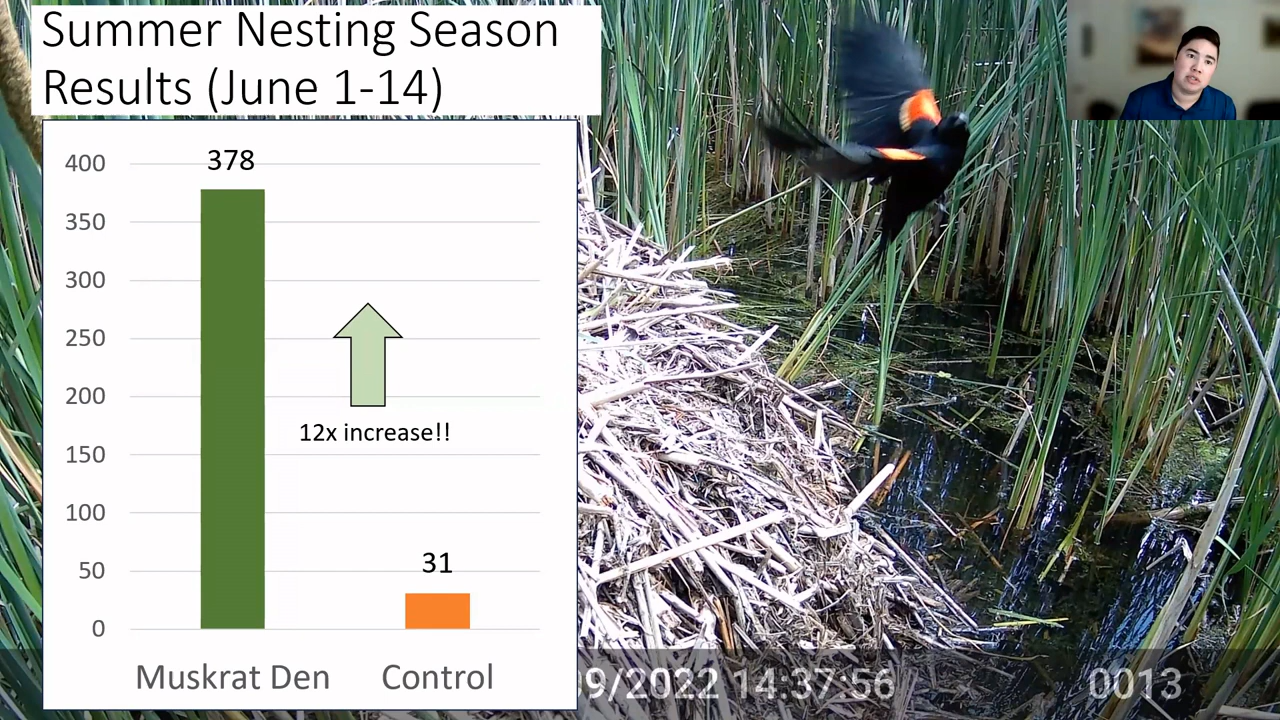 Summer Nesting Season
Results (June 1-14)
400
350
300
250
200
150
100
50
0
378
12x increase!!
31
Muskrat Den
Control
9/2022 14:37:56
0013